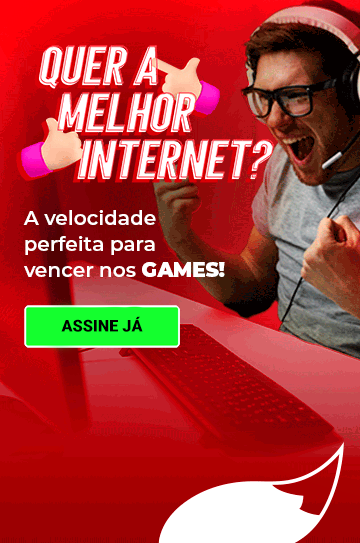 QUER A
MELHOR
INTERNET?
A velocidade
perfeita para
vencer nos GAMES!
ASSINE JÁ